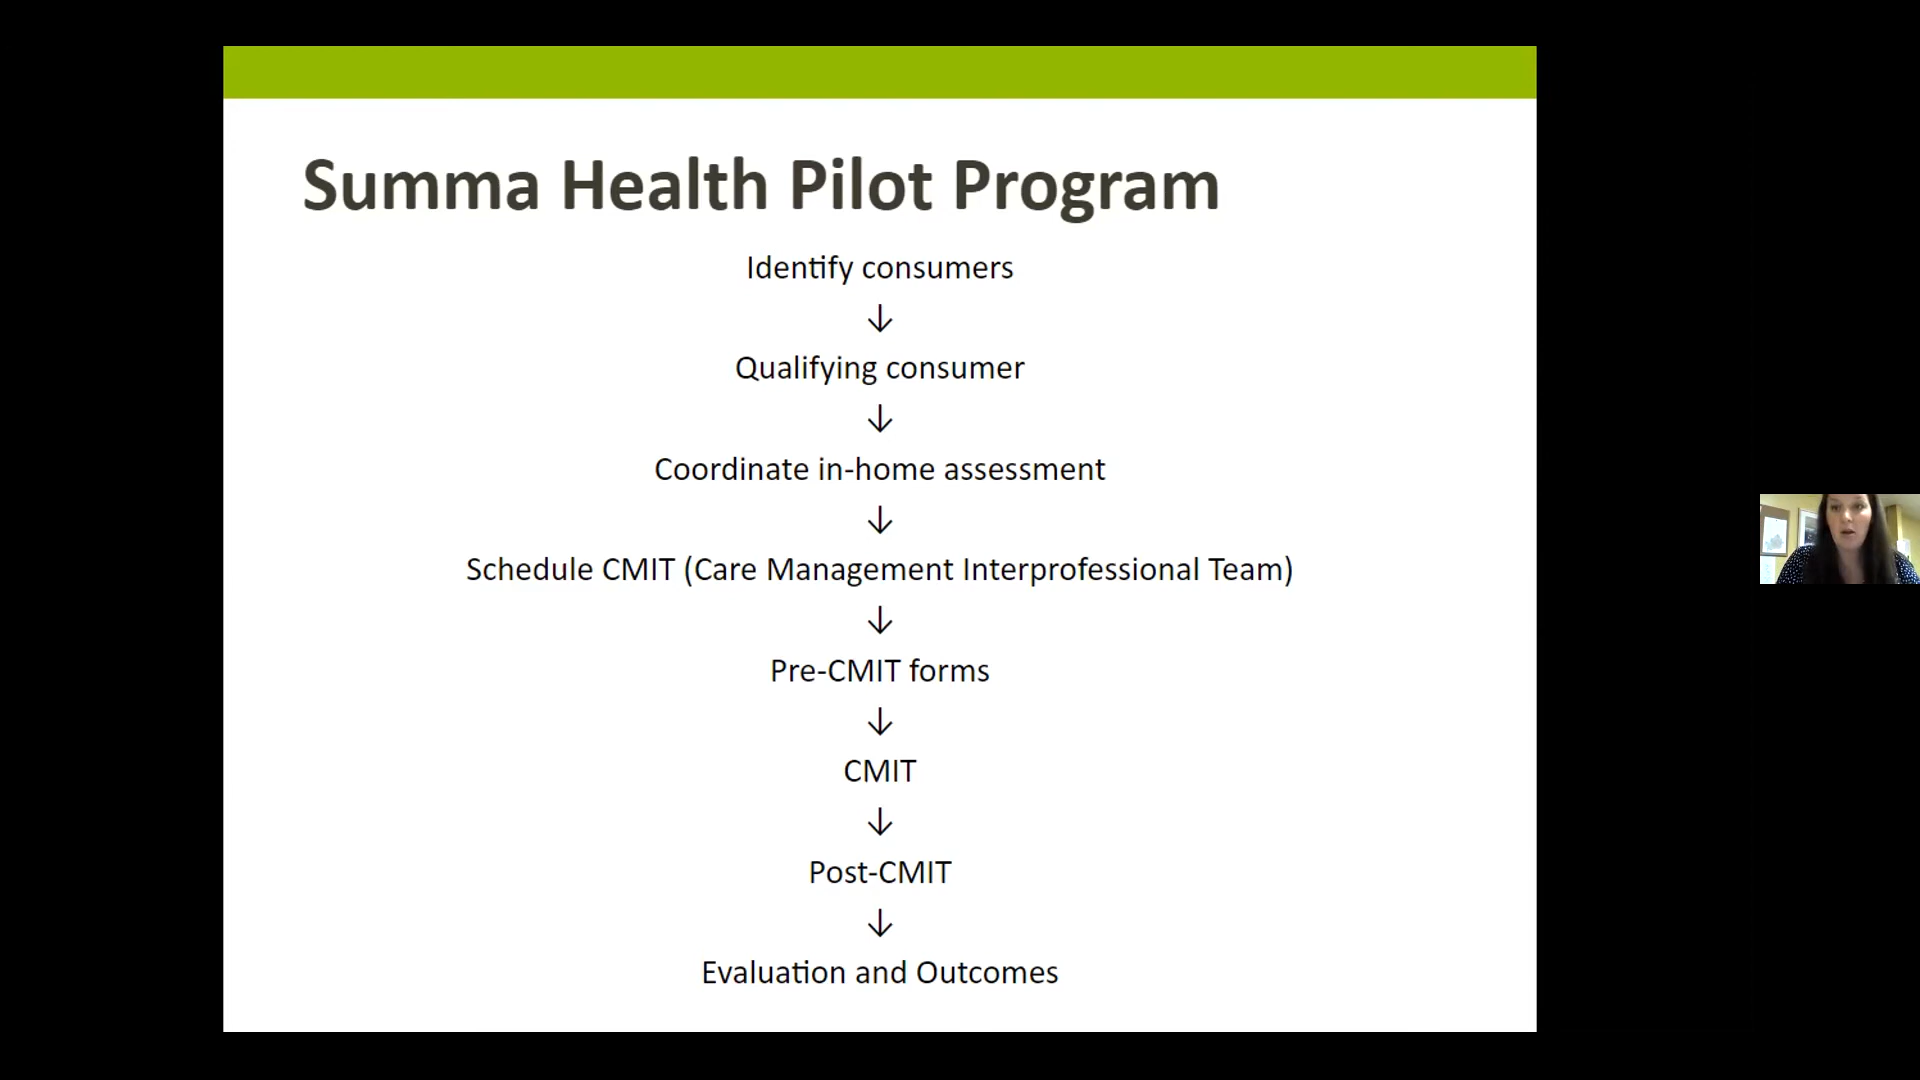 Summa Health Pilot Program
Identify consumers
↓
Qualifying consumer
↓
Coordinate in-home assessment
↓
Schedule CMIT (Care Management Interprofessional Team)
↓
Pre-CMIT forms
↓
CMIT
↓
Post-CMIT
↓
Evaluation and Outcomes